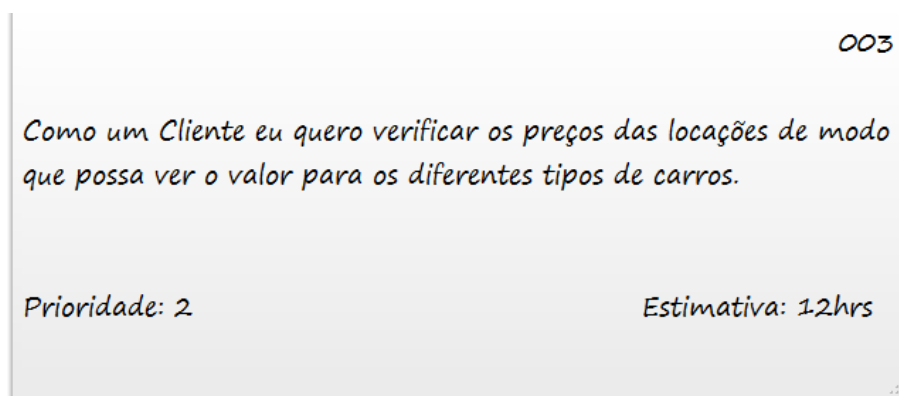 003
Como um Cliente eu quero verificar os preços das locações de modo
que possa ver o valor para os diferentes tipos de carros.
Prioridade: 2
Estimativa: 12hrs